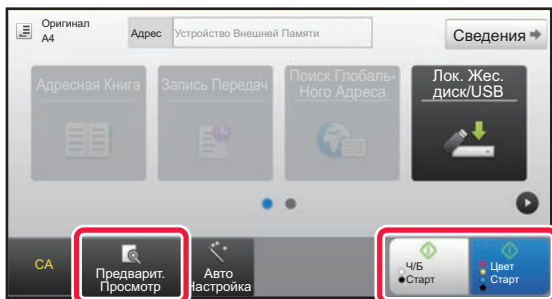 Оригинал
A4
Адрес
Устройство Внешней Памяти
Сведения
Адресная Книга
Запись Передач
Поиск Глобаль-
Ного Адреса
Лок. Жес.
диск/USB
CA
Предварит.
Просмотр
Авто
Настройка
Ч/Б
Старт
Цвет
Старт